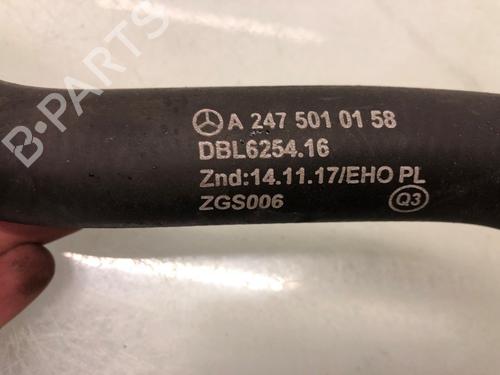 B-PARTS
A 247 501 01 58
DBL6254.16
Znd:14.11.17/EHO PL
ZGS006
Q3